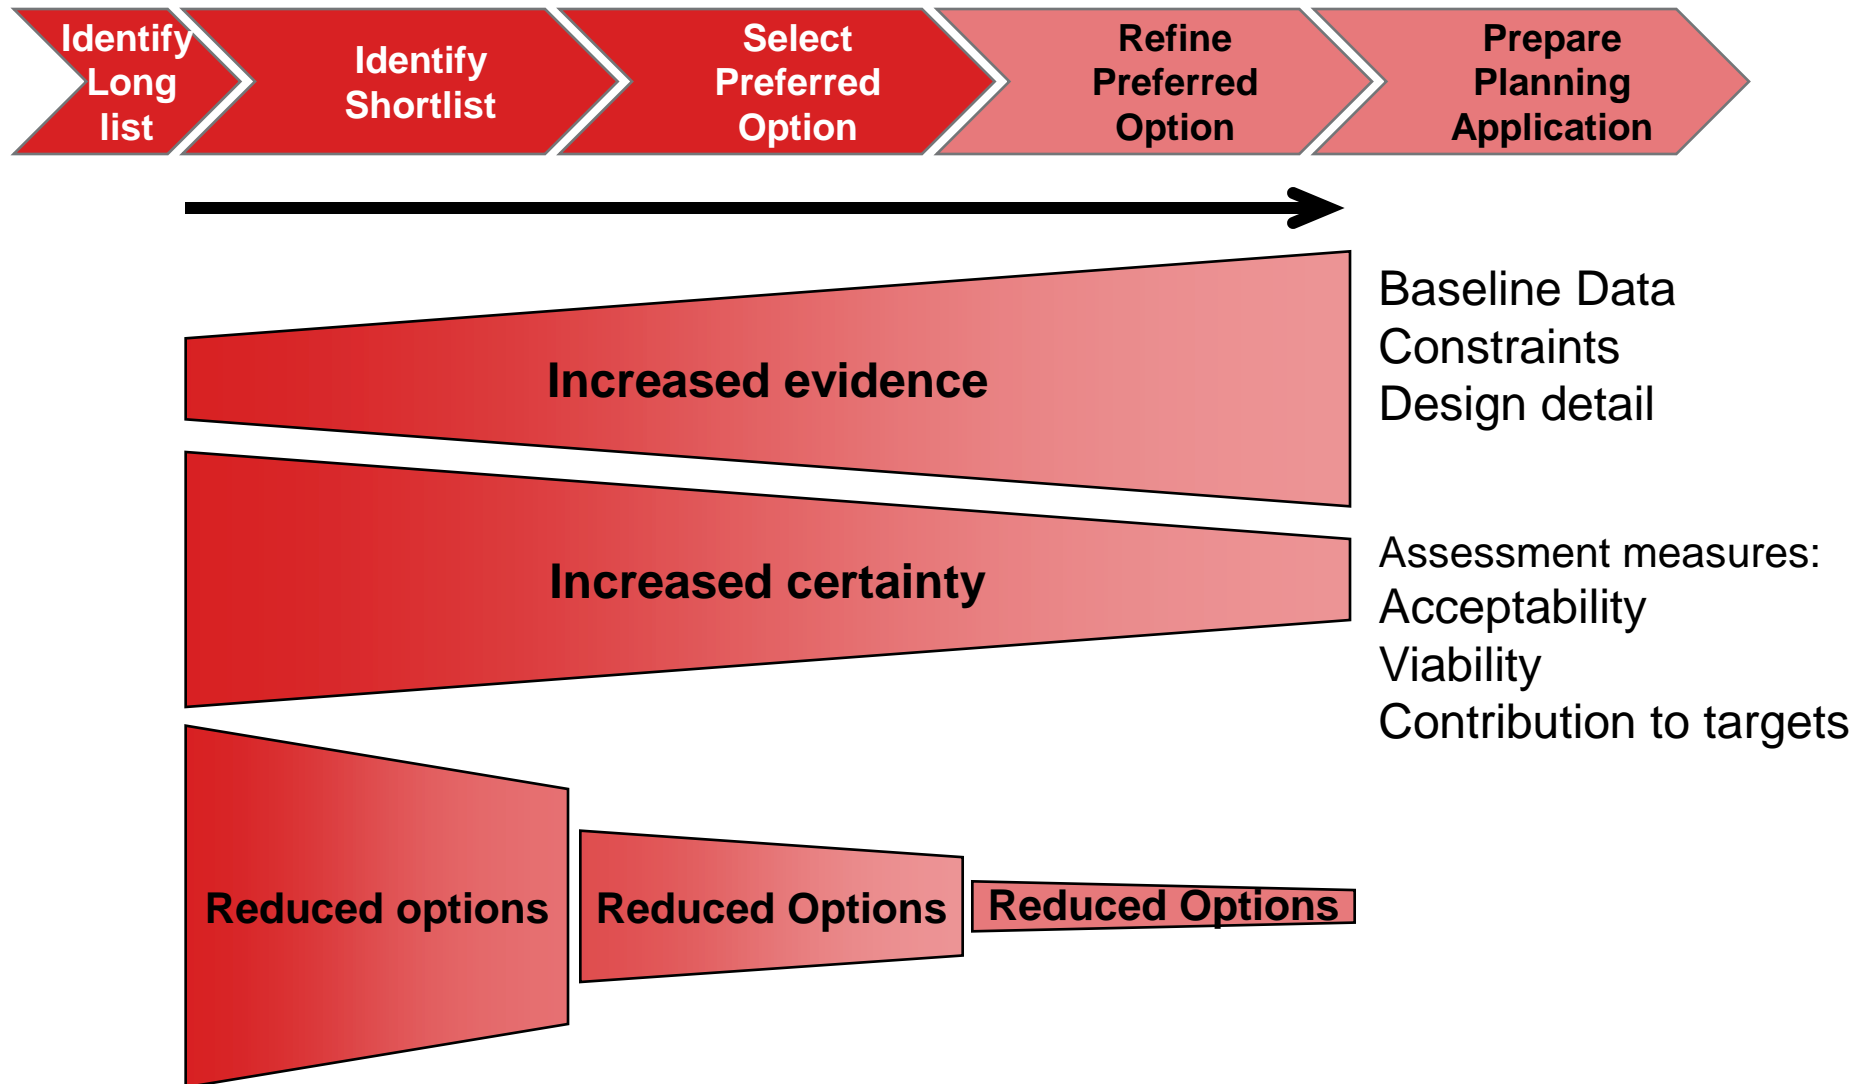 Identify
Long
list
Identify
Shortlist
Select
Preferred
Option
Refine
Preferred
Option
Prepare
Planning
Application
Increased evidence
Baseline Data
Constraints
Design detail
Increased certainty
Assessment measures:
Acceptability
Viability
Contribution to targets
Reduced options
Reduced Options
Reduced Options